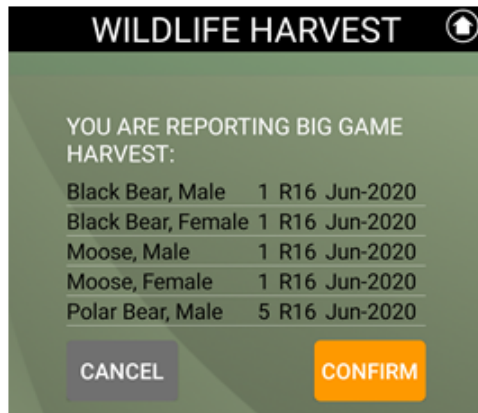 WILDLIFE HARVEST
YOU ARE REPORTING BIG GAME
HARVEST:
Black Bear, Male 1 R16 Jun-2020
Black Bear, Female 1 R16 Jun-2020
Moose, Male 1 R16 Jun-2020
Moose, Female 1 R16 Jun-2020
Polar Bear, Male 5 R16 Jun-2020
CANCEL CONFIRM